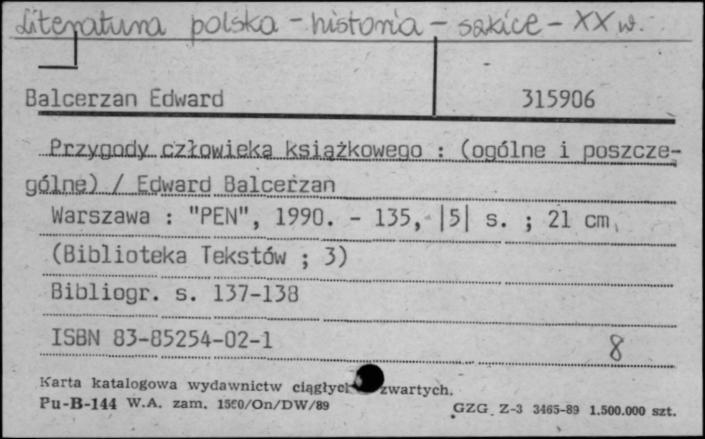 Literatura polska - historia - szkice - XX w.
Balcerzan Edward 315906
Przygody człowieka książkowego : (ogólne i poszcze-
gólne) / Edward Balcerzan
Warszawa : "PEN", 1990. - 135, |5| s. ; 21 cm
(Biblioteka Tekstów ; 3)
Bibliogr. s. 137-138
ISBN 83-85254-02-1 8
Karta katalogowa wydawnictw ciągłych zwartych.
Pu-B-144 W.A. zam. 1580/On/DW/89 GZG Z-3 3465-89 1.500.000 szt.